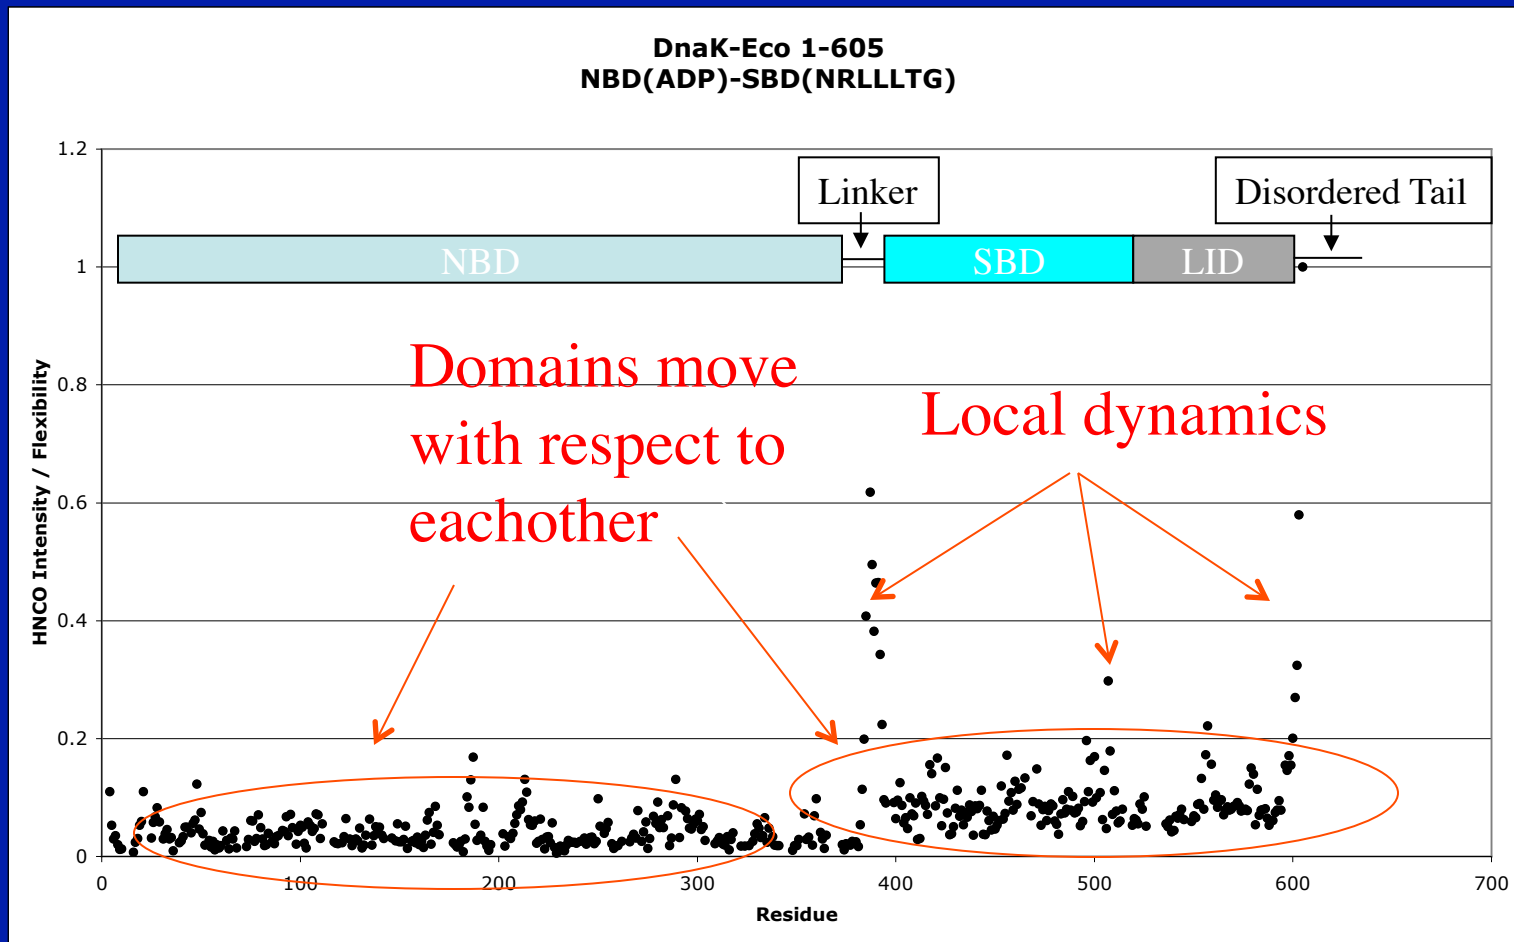 DnaK-Eco 1-605
NBD(ADP)-SBD(NRLLLTG)
1.2
Linker
Disordered Tail
NBD
SBD
LID
1
Domains move
with respect to
eachother
Local dynamics
0.8
0.6
0.4
0.2
0
HNCO Intensity / Flexibility
0
100
200
300
400
500
600
700
Residue